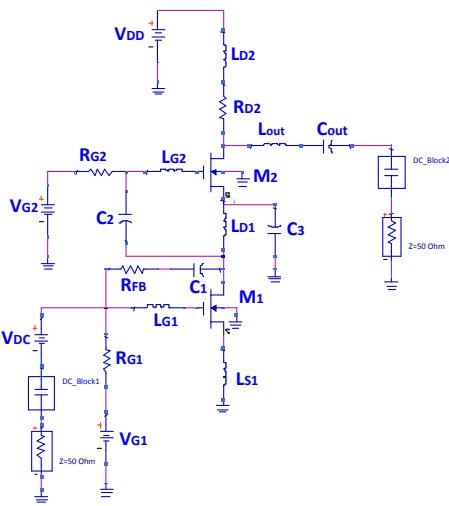 VDD
LD2
RD2
Lout
Cout
DC_Block2
RG2
LG2
M2
VG2
C2
LD1
C3
Z=50 Ohm
RFB
C1
M1
LG1
VDC
RG1
LS1
DC_Block1
VG1
Z=50 Ohm